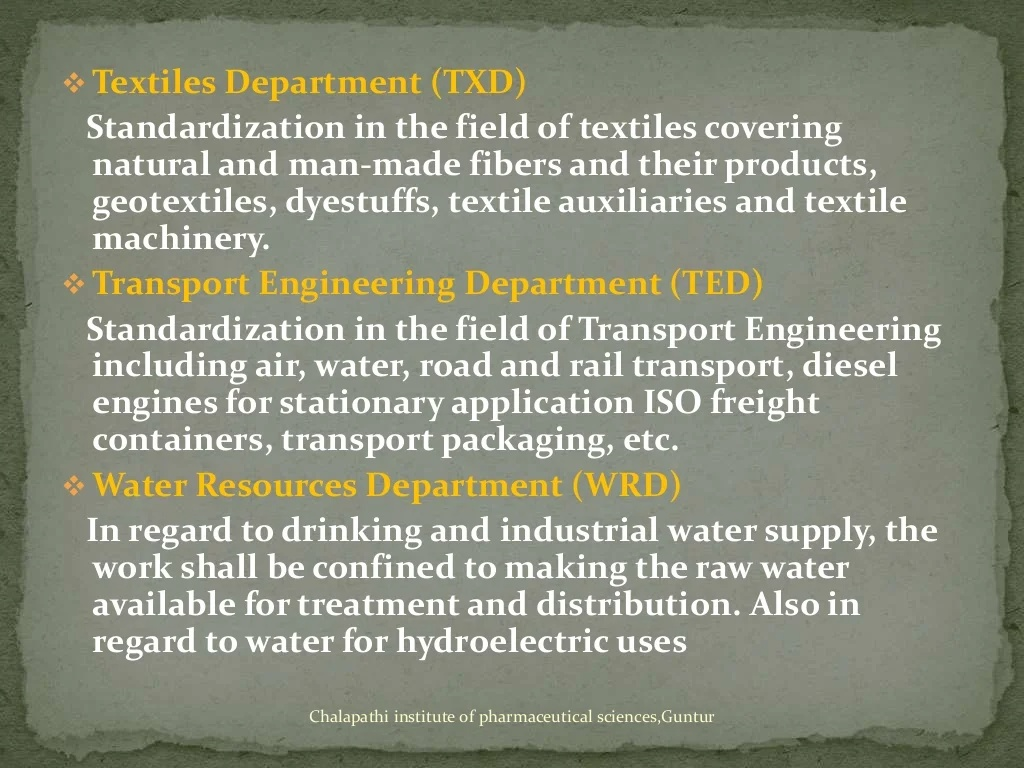 ❖ Textiles Department (TXD)
Standardization in the field of textiles covering
natural and man-made fibers and their products,
geotextiles, dyestuffs, textile auxiliaries and textile
machinery.
❖ Transport Engineering Department (TED)
Standardization in the field of Transport Engineering
including air, water, road and rail transport, diesel
engines for stationary application ISO freight
containers, transport packaging, etc.
❖ Water Resources Department (WRD)
In regard to drinking and industrial water supply, the
work shall be confined to making the raw water
available for treatment and distribution. Also in
regard to water for hydroelectric uses
Chalapathi institute of pharmaceutical sciences,Guntur